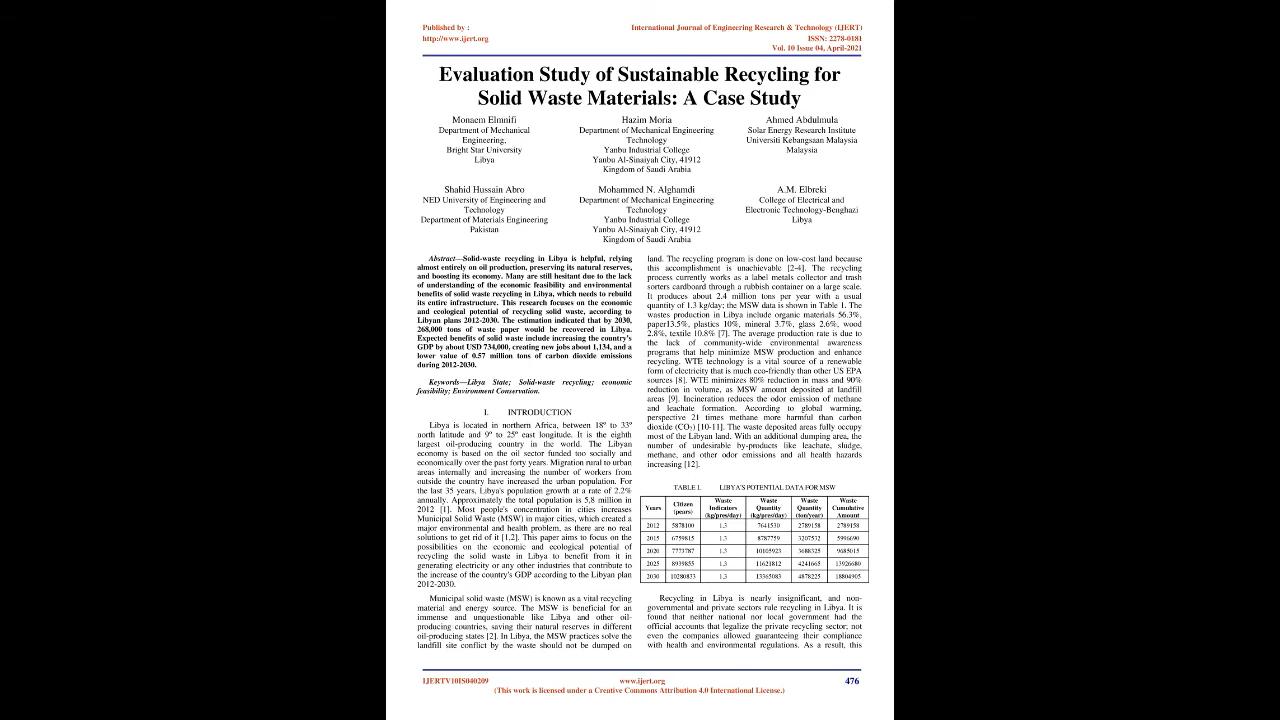 Published by :
International Journal of Engineering Research & Technology (IJERT)
http://www.ijert.org
ISSN: 2278-0181
Vol. 10 Issue 04, April-2021
Evaluation Study of Sustainable Recycling for
Solid Waste Materials: A Case Study
Monaem Elmnifi
Department of Mechanical
Engineering,
Bright Star University
Libya
Hazim Moria
Department of Mechanical Engineering
Technology
Yanbu Industrial College
Yanbu Al-Sinaiyah City, 41912
Kingdom of Saudi Arabia
Ahmed Abdulmula
Solar Energy Research Institute
Universiti Kebangsaan Malaysia
Malaysia
Shahid Hussain Abro
NED University of Engineering and
Technology
Department of Materials Engineering
Pakistan
Mohammed N. Alghamdi
Department of Mechanical Engineering
Technology
Yanbu Industrial College
Yanbu Al-Sinaiyah City, 41912
Kingdom of Saudi Arabia
A.M. Elbreki
College of Electrical and
Electronic Technology-Benghazi
Libya
Abstract—Solid-waste recycling in Libya is helpful, relying
almost entirely on oil production, preserving its natural reserves,
and boosting its economy. Many are still hesitant due to the lack
of understanding of the economic feasibility and environmental
benefits of solid waste recycling in Libya, which needs to rebuild
its entire infrastructure. This research focuses on the economic
and ecological potential of recycling solid waste, according to
Libyan plans 2012-2030. The estimation indicated that by 2030,
268,000 tons of waste paper would be recovered in Libya.
Expected benefits of solid waste include increasing the country's
GDP by about USD 734,000, creating new jobs about 1,134, and a
lower value of 0.57 million tons of carbon dioxide emissions
during 2012-2030.
Keywords—Libya State; Solid-waste recycling; economic
feasibility; Environment Conservation.
I. INTRODUCTION
Libya is located in northern Africa, between 18º to 33º
north latitude and 9º to 25º east longitude. It is the eighth
largest oil-producing country in the world. The Libyan
economy is based on the oil sector funded too socially and
economically over the past forty years. Migration rural to urban
areas internally and increasing the number of workers from
outside the country have increased the urban population. For
the last 35 years, Libya's population growth at a rate of 2.2%
annually. Approximately the total population is 5,8 million in
2012 [1]. Most people's concentration in cities increases
Municipal Solid Waste (MSW) in major cities, which created a
major environmental and health problem, as there are no real
solutions to get rid of it [1,2]. This paper aims to focus on the
possibilities on the economic and ecological potential of
recycling the solid waste in Libya to benefit from it in
generating electricity or any other industries that contribute to
the increase of the country's GDP according to the Libyan plan
2012-2030.
Municipal solid waste (MSW) is known as a vital recycling
material and energy source. The MSW is beneficial for an
immense and unquestionable like Libya and other oil-
producing countries, saving their natural reserves in different
oil-producing states [2]. In Libya, the MSW practices solve the
landfill site conflict by the waste should not be dumped on
land. The recycling program is done on low-cost land because
this accomplishment is unachievable [2-4]. The recycling
process currently works as a label metals collector and trash
sorters cardboard through a rubbish container on a large scale.
It produces about 2.4 million tons per year with a usual
quantity of 1.3 kg/day; the MSW data is shown in Table 1. The
wastes production in Libya include organic materials 56.3%,
paper13.5%, plastics 10%, mineral 3.7%, glass 2.6%, wood
2.8%, textile 10.8% [7]. The average production rate is due to
the lack of community-wide environmental awareness
programs that help minimize MSW production and enhance
recycling. WTE technology is a vital source of a renewable
form of electricity that is much eco-friendly than other US EPA
sources [8]. WTE minimizes 80% reduction in mass and 90%
reduction in volume, as MSW amount deposited at landfill
areas [9]. Incineration reduces the odor emission of methane
and leachate formation. According to global warming,
perspective 21 times methane more harmful than carbon
dioxide (CO₂) [10-11]. The waste deposited areas fully occupy
most of the Libyan land. With an additional dumping area, the
number of undesirable by-products like leachate, sludge,
methane, and other odor emissions and all health hazards
increasing [12].
TABLE I. LIBYA'S POTENTIAL DATA FOR MSW
Years Citizen (pears) Waste Indicators (kg/pres/day) Waste Quantity (kg/pres/day) Waste Quantity (ton/year) Waste Cumulative Amount
2012 5878100 1.3 7641530 2789158 2789158
2015 6759815 1.3 8787759 3207532 5996690
2020 7773787 1.3 10105923 3688325 9685015
2025 8939855 1.3 11621812 4241665 13926680
2030 10280833 1.3 13365083 4878225 18804905
Recycling in Libya is nearly insignificant, and non-
governmental and private sectors rule recycling in Libya. It is
found that neither national nor local government had the
official accounts that legalize the private recycling sector; not
even the companies allowed guaranteeing their compliance
with health and environmental regulations. As a result, this
IJERTV10IS040209
www.ijert.org
476
(This work is licensed under a Creative Commons Attribution 4.0 International License.)